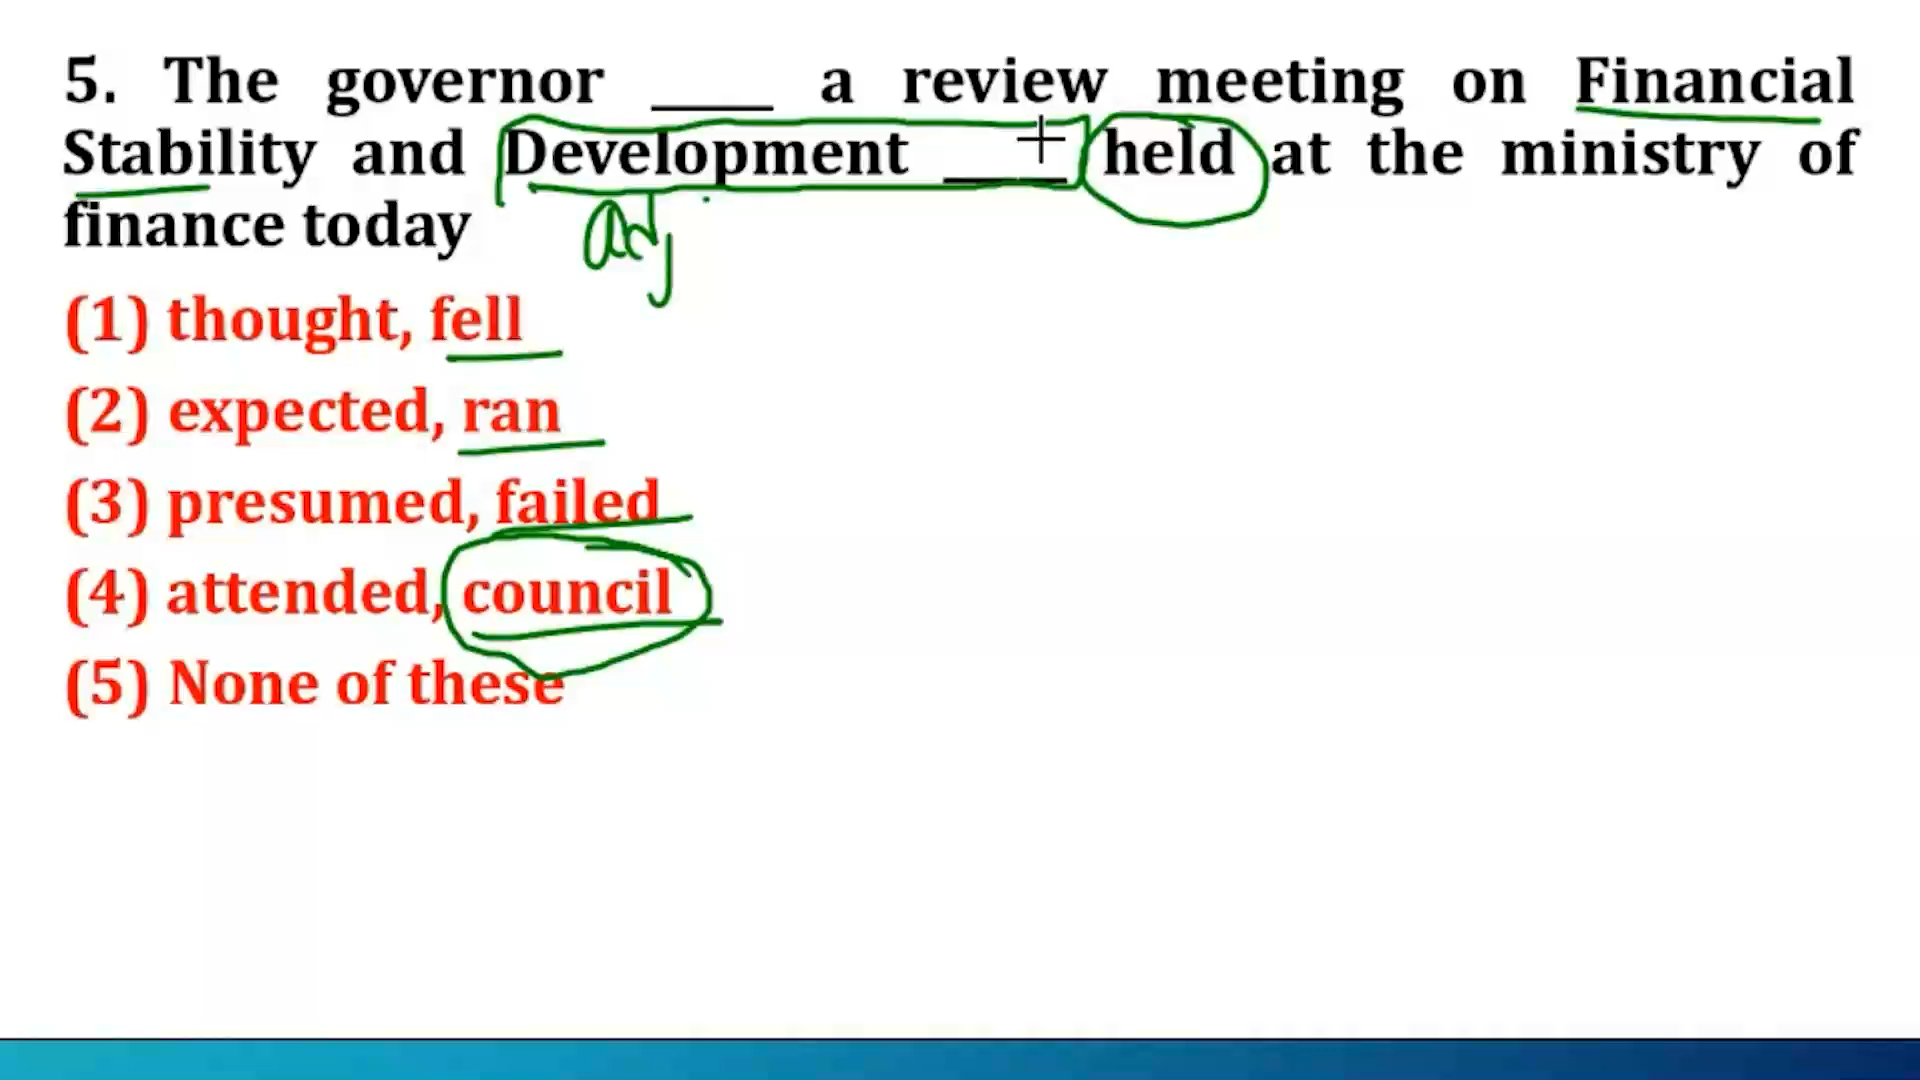 5. The governor ____ a review meeting on Financial
Stability and Development ____ held at the ministry of
finance today
adj
(1) thought, fell
(2) expected, ran
(3) presumed, failed
(4) attended, council
(5) None of these